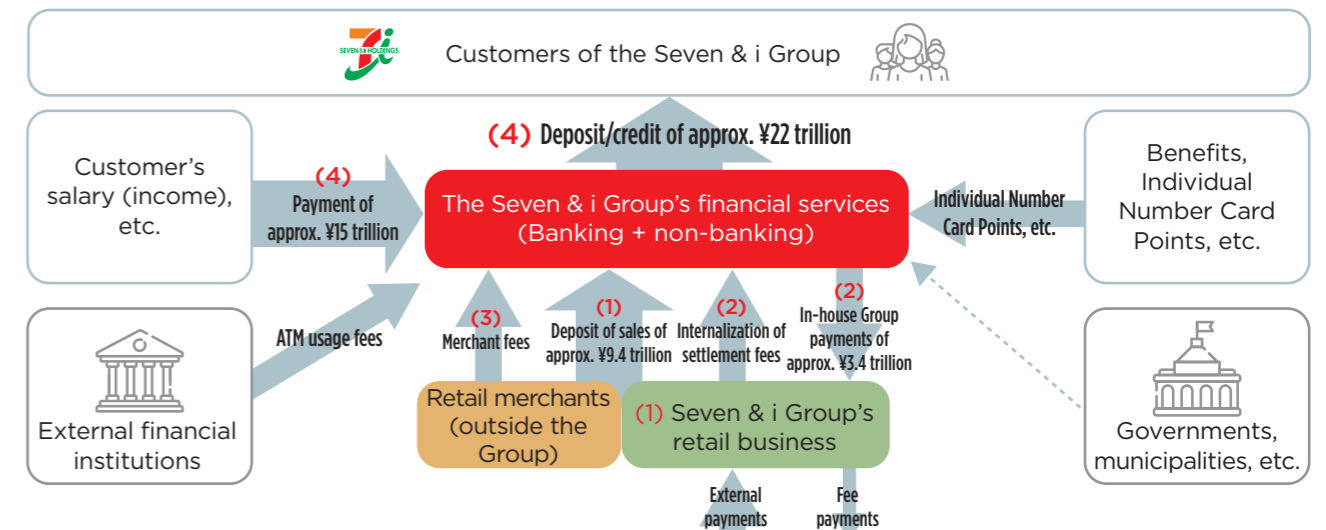 SEVEN & i HOLDINGS
Customers of the Seven & i Group
(4) Deposit/credit of approx. ¥22 trillion
Customer's
salary (income),
etc.
(4)
Payment of
approx. ¥15 trillion
The Seven & i Group's financial services
(Banking + non-banking)
Individual Number
Card Points, etc.
Benefits,
Individual
Number Card
Points, etc.
External financial
institutions
ATM usage fees
(3)
Merchant fees
(1)
Deposit of sales of
approx. ¥9.4 trillion
(2)
Internalization of
settlement fees
(2)
In-house Group
payments of
approx. ¥3.4 trillion
Retail merchants
(outside the
Group)
(1) Seven & i Group's
retail business
Governments,
municipalities, etc.
External
payments
Fee
payments